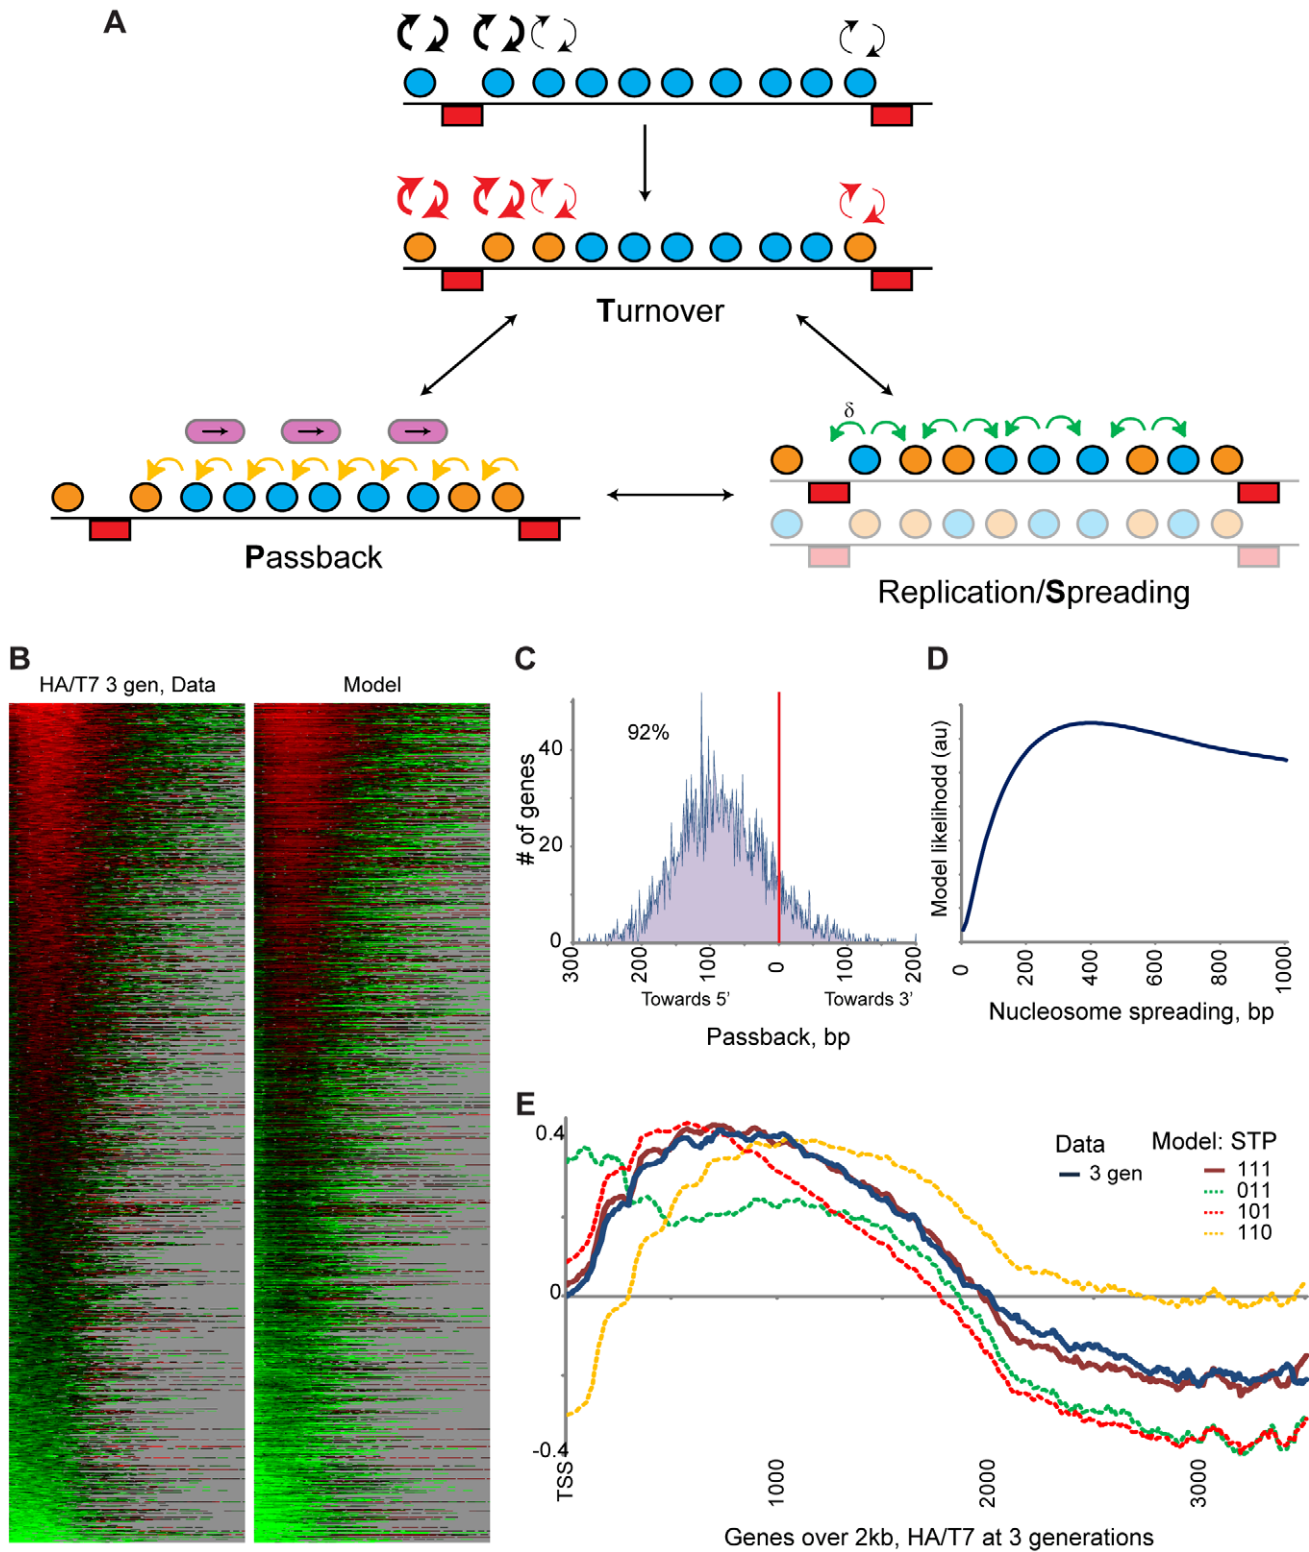 A
Turnover
δ
Passback
Replication/Spreading
B
HA/T7 3 gen, Data
Model
C
92%
# of genes
40
20
0
300
200
100
0
100
200
Towards 5’
Towards 3’
Passback, bp
D
Model likelihodd (au)
0
200
400
600
800
1000
Nucleosome spreading, bp
E
0.4
0
-0.4
Data
3 gen
Model: STP
111
011
101
110
TSS
1000
2000
3000
Genes over 2kb, HA/T7 at 3 generations